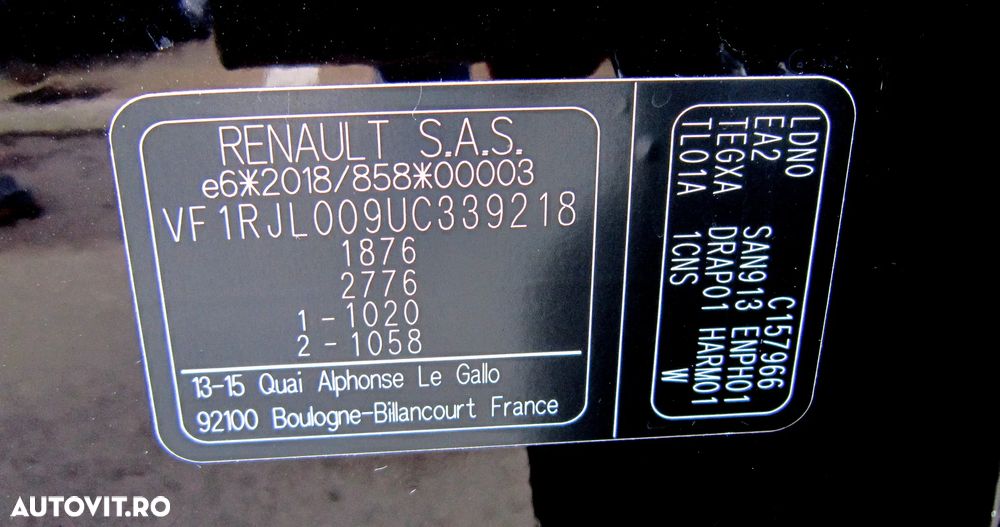 RENAULT S.A.S.
e6*2018/858*00003
VF1RJL009UC339218
1876
2776
1-1020
2-1058
13-15 Quai Alphonse Le Gallo
92100 Boulogne-Billancourt France
LDN0 C157966
EA2 SAN913 ENPH01
TEGXA DRAP01 HARM01
TL01A 1CNS W
AUTOVIT.RO